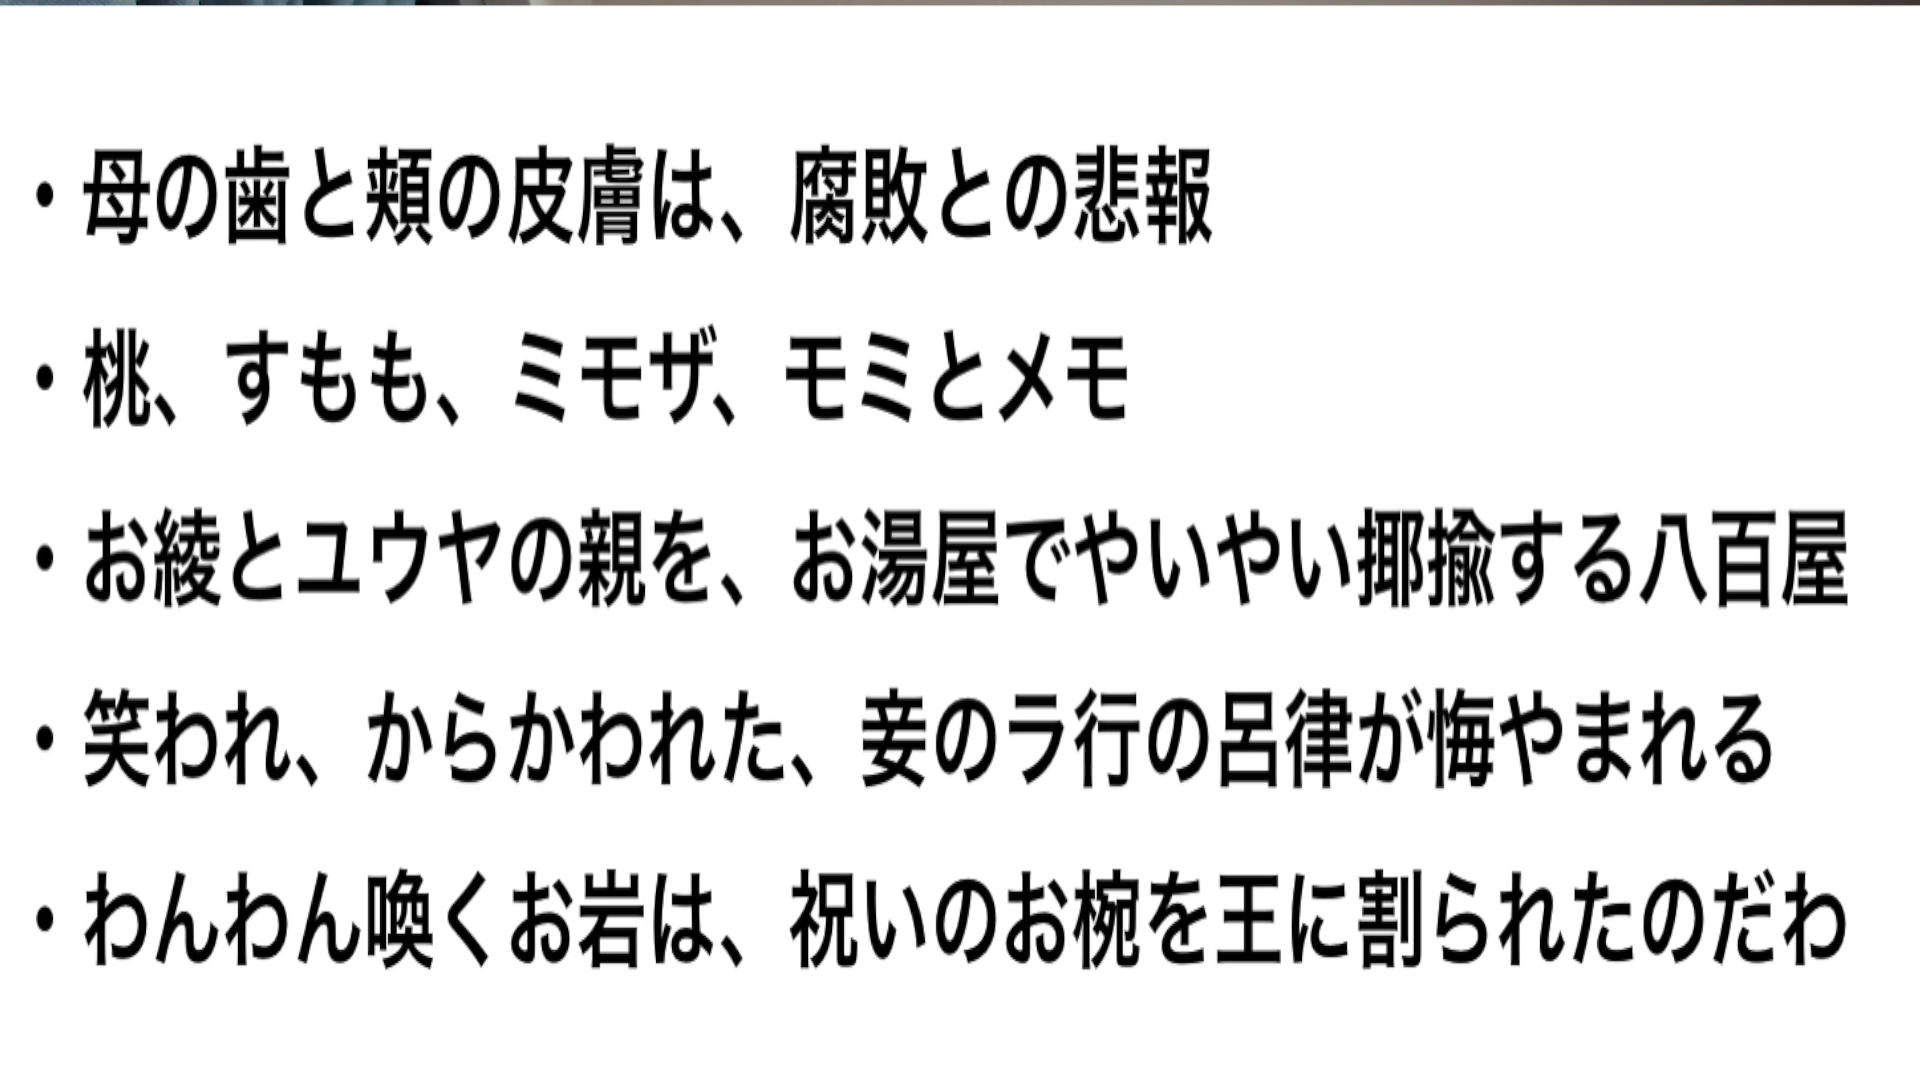 ・母の歯と頬の皮膚は、腐敗との悲報
・桃、すもも、ミモザ、モミとメモ
・お綾とユウヤの親を、お湯屋でやいやい揶揄する八百屋
・笑われ、からかわれた、妾のラ行の呂律が悔やまれる
・わんわん喚くお岩は、祝いのお椀を王に割られたのだわ